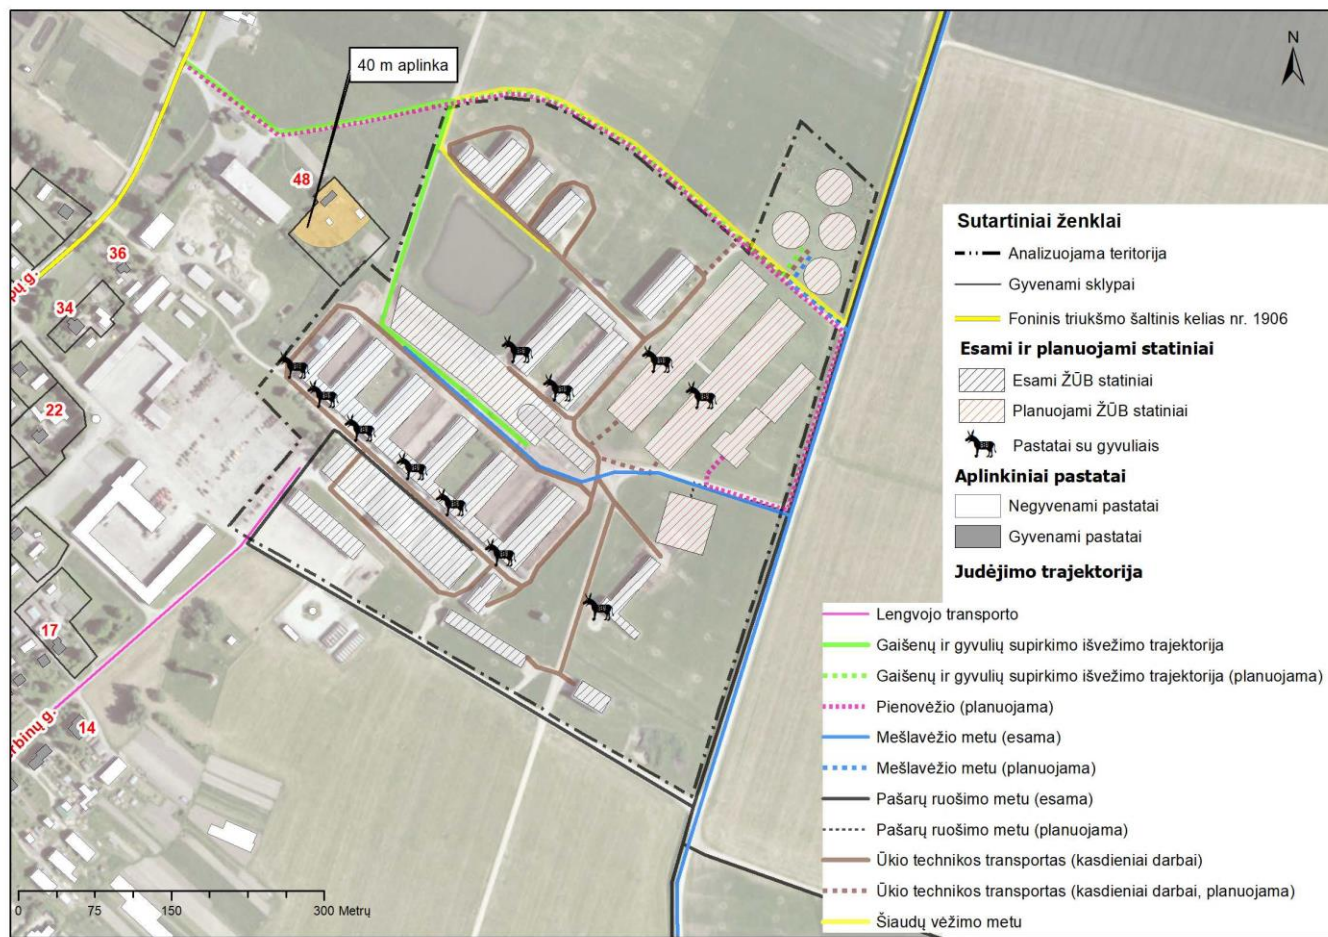 N
40 m aplinka
48
36
pų g.
34
22
17
rbinų g.
14
0 75 150 300 Metrų
Sutartiniai ženklai
Analizuojama teritorija
Gyvenami sklypai
Foninis triukšmo šaltinis kelias nr. 1906
Esami ir planuojami statiniai
Esami ŽŪB statiniai
Planuojami ŽŪB statiniai
Pastatai su gyvuliais
Aplinkiniai pastatai
Negyvenami pastatai
Gyvenami pastatai
Judėjimo trajektorija
Lengvojo transporto
Gaišenų ir gyvulių supirkimo išvežimo trajektorija
Gaišenų ir gyvulių supirkimo išvežimo trajektorija (planuojama)
Pienovėžio (planuojama)
Mešlavėžio metu (esama)
Mešlavėžio metu (planuojama)
Pašarų ruošimo metu (esama)
Pašarų ruošimo metu (planuojama)
Ūkio technikos transportas (kasdieniai darbai)
Ūkio technikos transportas (kasdieniai darbai, planuojama)
Šiaudų vėžimo metu